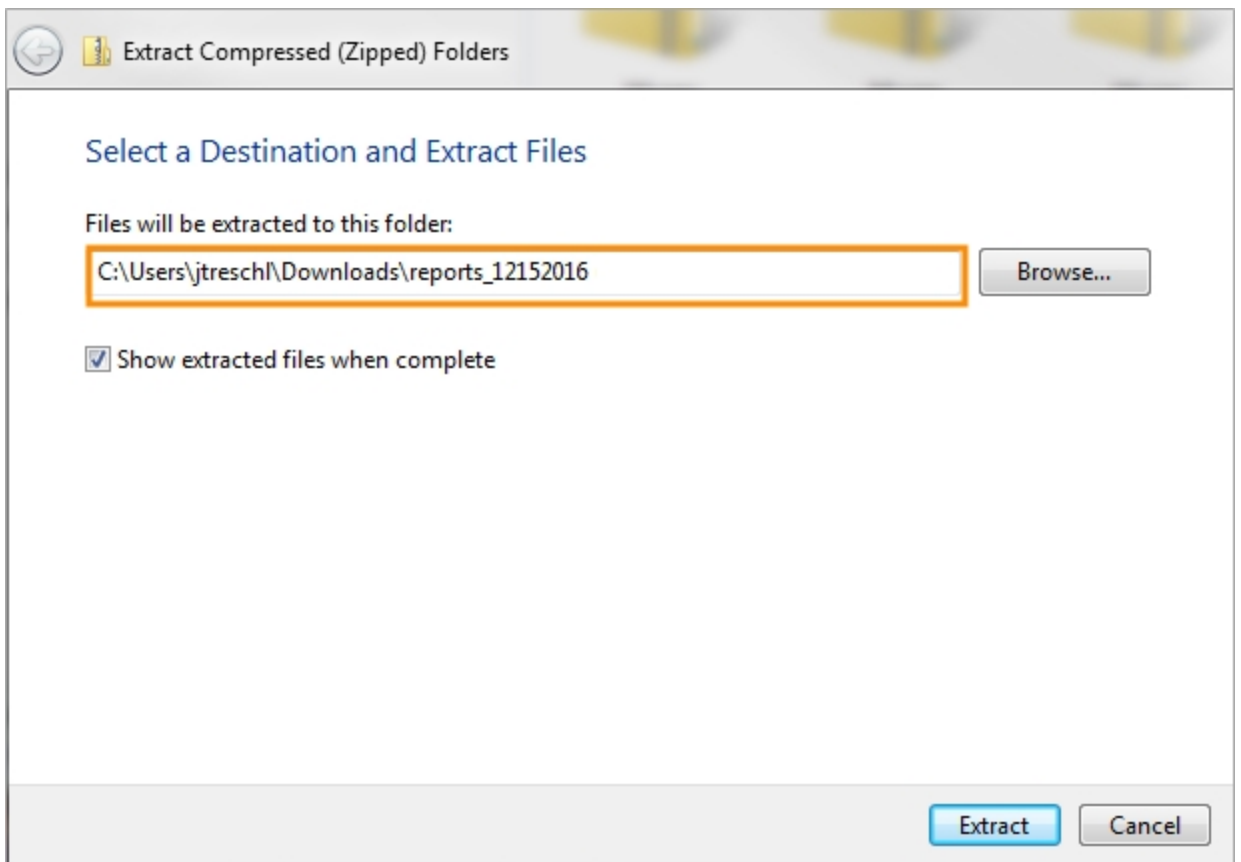 Extract Compressed (Zipped) Folders
Select a Destination and Extract Files
Files will be extracted to this folder:
C:\Users\jtreschl\Downloads\reports_12152016
Browse...
Show extracted files when complete
Extract
Cancel